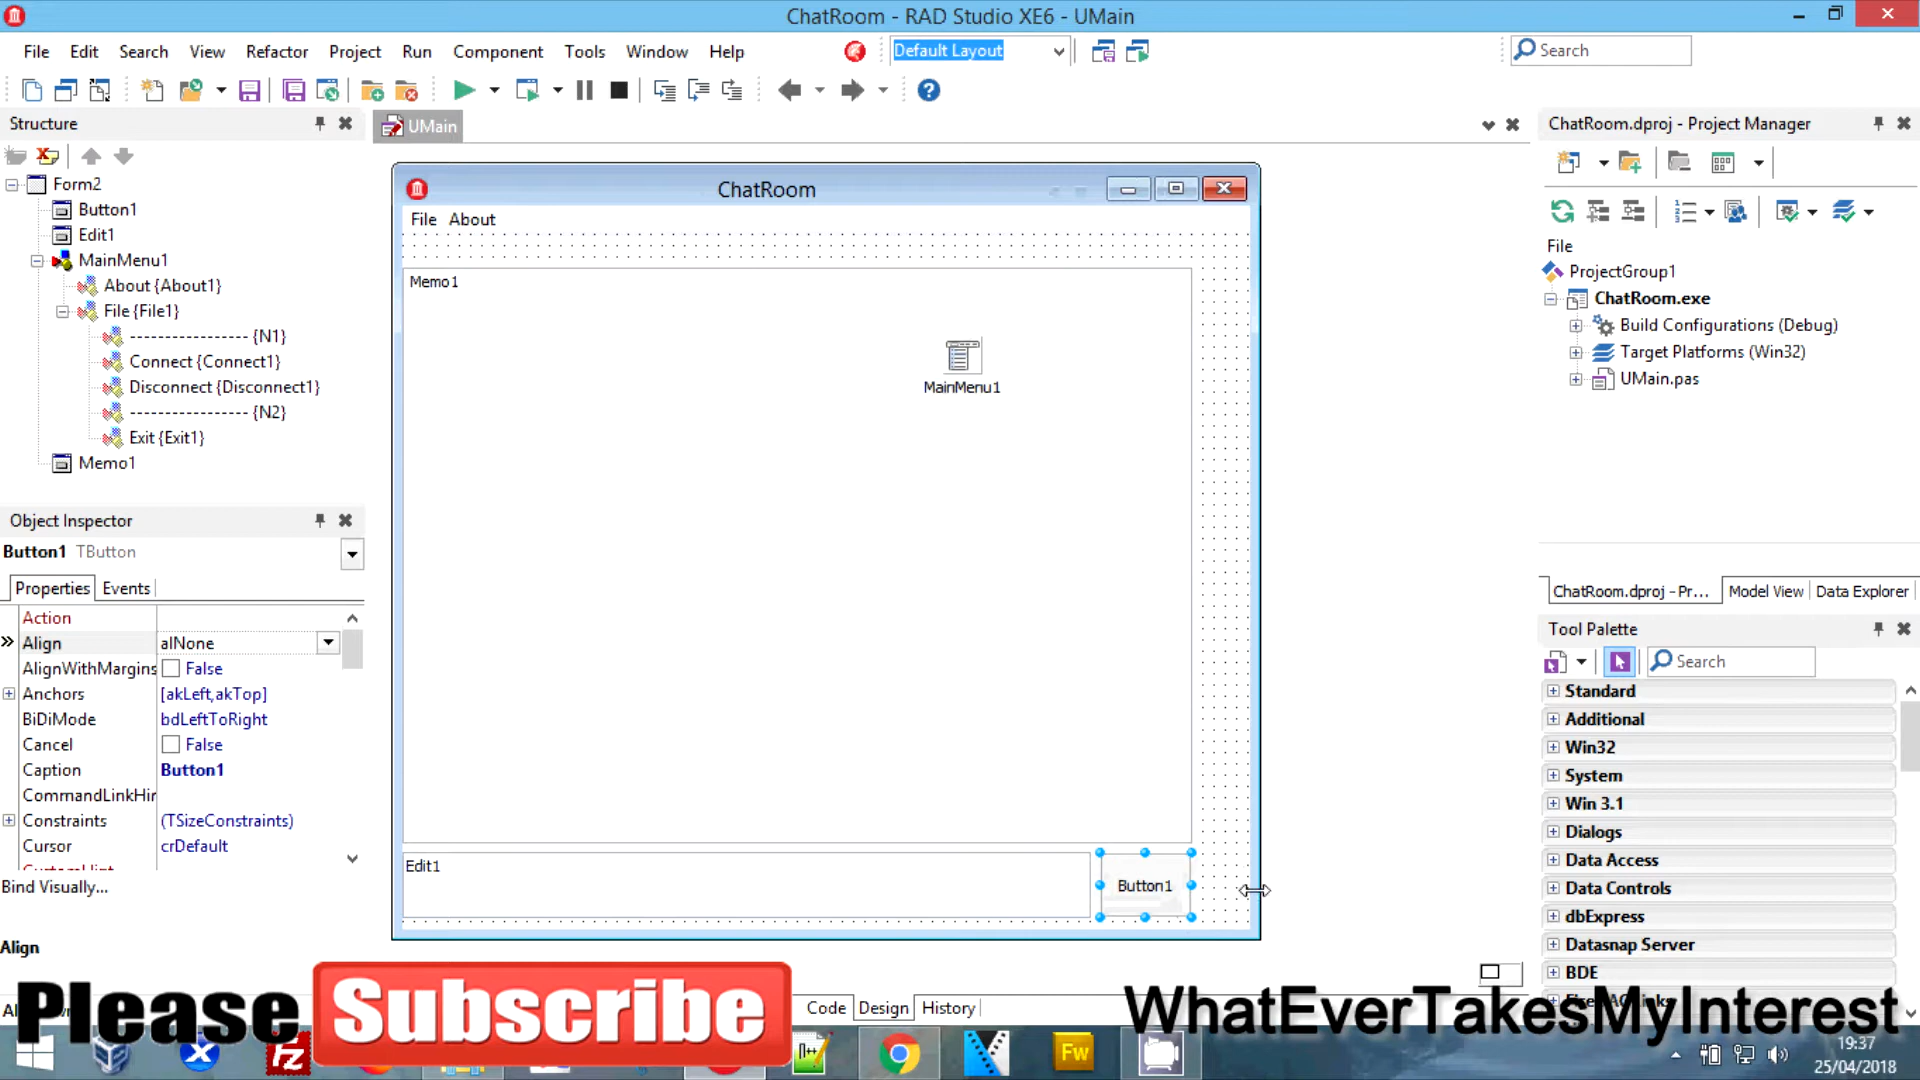 ChatRoom - RAD Studio XE6 - UMain
File Edit Search View Refactor Project Run Component Tools Window Help
Default Layout
Search
Structure
UMain
ChatRoom.dproj - Project Manager
Form2
Button1
Edit1
MainMenu1
About {About1}
File {File1}
----------------- {N1}
Connect {Connect1}
Disconnect {Disconnect1}
----------------- {N2}
Exit {Exit1}
Memo1
ChatRoom
File About
Memo1
MainMenu1
Edit1
Button1
File
ProjectGroup1
ChatRoom.exe
Build Configurations (Debug)
Target Platforms (Win32)
UMain.pas
Object Inspector
Button1 TButton
Properties Events
Action
Align alNone
AlignWithMargins False
Anchors [akLeft,akTop]
BiDiMode bdLeftToRight
Cancel False
Caption Button1
CommandLinkHir
Constraints (TSizeConstraints)
Cursor crDefault
Bind Visually...
Align
ChatRoom.dproj - Pr... Model View Data Explorer
Tool Palette
Search
Standard
Additional
Win32
System
Win 3.1
Dialogs
Data Access
Data Controls
dbExpress
Datasnap Server
BDE
Code Design History
Please Subscribe
WhatEverTakesMyInterest
Fz
Fw
19:37
25/04/2018